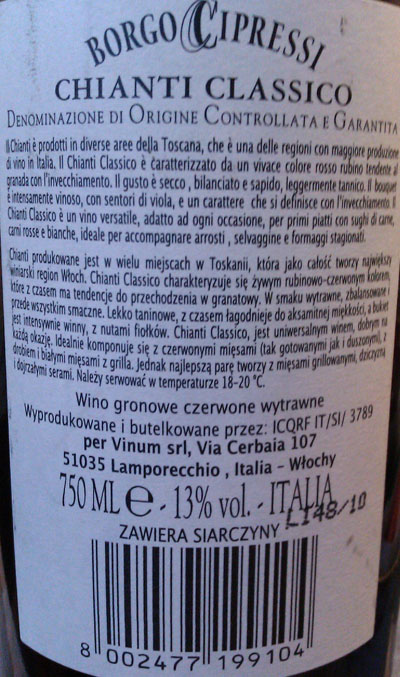 BORGO CIPRESSI
CHIANTI CLASSICO
DENOMINAZIONE DI ORIGINE CONTROLLATA E GARANTITA
Il Chianti è prodotti in diverse aree della Toscana, che è una delle regioni con maggiore produzione
di vino in Italia. Il Chianti Classico è caratterizzato da un vivace colore rosso rubino tendente al
granada con l'invecchiamento. Il gusto è secco , bilanciato e sapido, leggermente tannico. Il bouquet
è intensamente vinoso, con sentori di viola, e un carattere che si definisce con l'invecchiamento. Il
Chianti Classico è un vino versatile, adatto ad ogni occasione, per primi piatti con sughi di carne,
carni rosse e bianche, ideale per accompagnare arrosti , selvaggine e formaggi stagionati.
Chianti produkowane jest w wielu miejscach w Toskanii, która jako całość tworzy największy
winiarski region Włoch. Chianti Classico charakteryzuje się żywym rubinowo-czerwonym kolorem,
które z czasem ma tendencje do przechodzenia w granatowy. W smaku wytrawne, zbalansowane i
przede wszystkim smaczne. Lekko taninowe, z czasem łagodnieje do aksamitnej miękkości, a bukiet
jest intensywnie winny, z nutami fiołków. Chianti Classico, jest uniwersalnym winem, dobrym na
każdą okazję. Idealnie komponuje się z czerwonymi mięsami (tak gotowanymi jak i duszonymi), z
drobiem i białymi mięsami z grilla. Jednak najlepszą parę tworzy z mięsami grillowanymi, dziczyzną
i dojrzałymi serami. Należy serwować w temperaturze 18-20 °C.
Wino gronowe czerwone wytrawne
Wyprodukowane i butelkowane przez: ICQRF IT/SI/ 3789
per Vinum srl, Via Cerbaia 107
51035 Lamporecchio , Italia - Włochy
750 ML e - 13% vol. - ITALIA
LI48/10
ZAWIERA SIARCZYNY
8 002477 199104